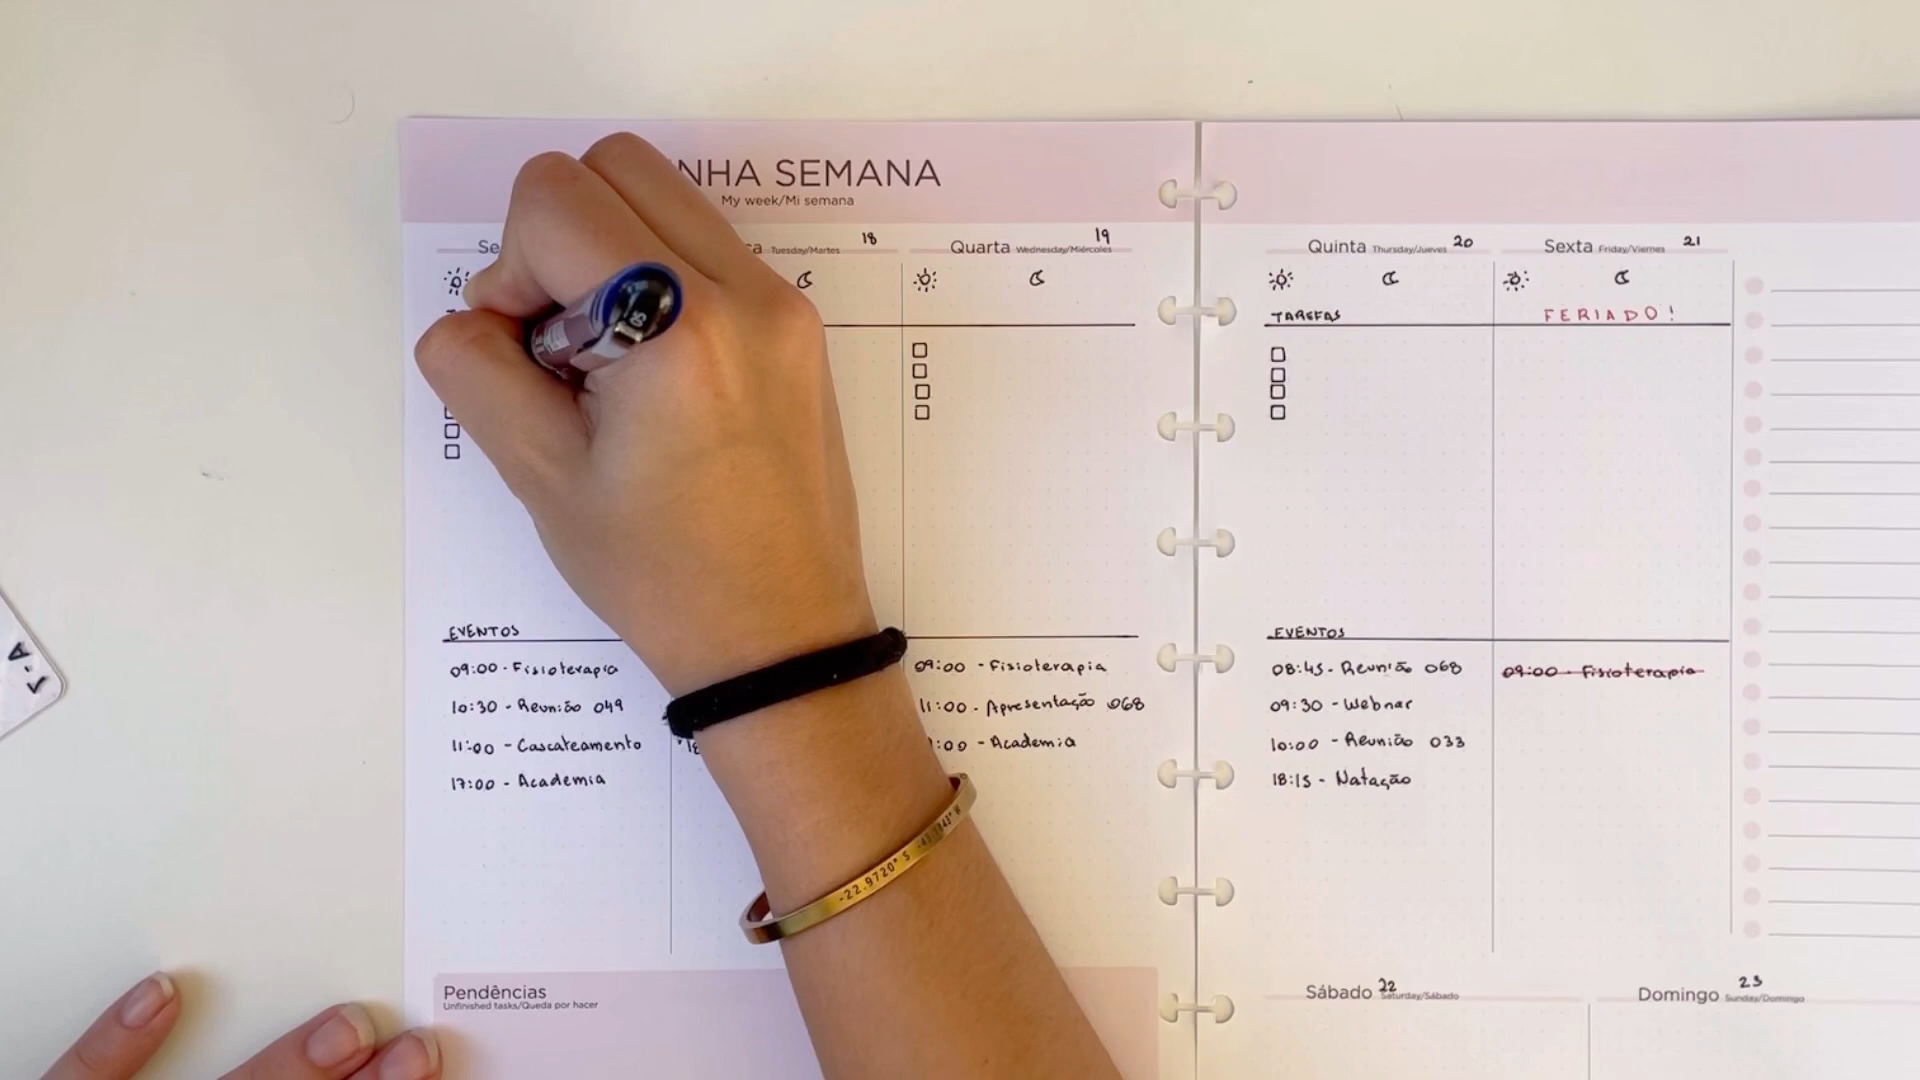 NHA SEMANA
My week/Mi semana
Tuesday/Martes 18
Quarta Wednesday/Miércoles 19
Quinta Thursday/Jueves 20
Sexta Friday/Viernes 21
TAREFAS
FERIADO!
05
EVENTOS
09:00 - Fisioterapia
10:30 - Reunião 049
11:00 - Cascateamento
17:00 - Academia
09:00 - Fisioterapia
11:00 - Apresentação 068
:00 - Academia
EVENTOS
08:45 - Reunião 068
09:30 - Webnar
10:00 - Reunião 033
18:15 - Natação
09:00 - Fisioterapia
-22.9720° S
Pendências
Unfinished tasks/Queda por hacer
Sábado 22 Saturday/Sábado
Domingo 23 Sunday/Domingo